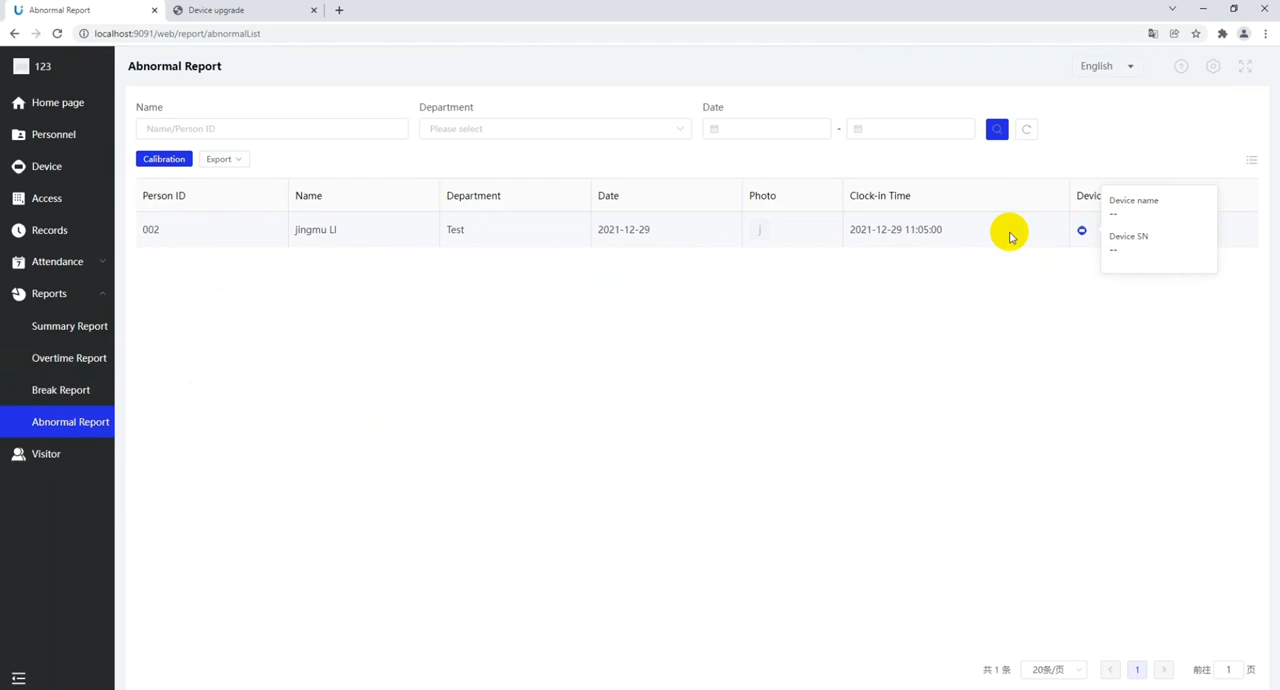 Abnormal Report
Device upgrade
localhost:9091/web/report/abnormalList
123
Home page
Personnel
Device
Access
Records
Attendance
Reports
Summary Report
Overtime Report
Break Report
Abnormal Report
Visitor
Abnormal Report
English
Name
Department
Date
Name/Person ID
Please select
-
Calibration
Export
Person ID Name Department Date Photo Clock-in Time Devic
002 jingmu LI Test 2021-12-29 j 2021-12-29 11:05:00
Device name
--
Device SN
--
共 1 条 20条/页 1 前往 1 页